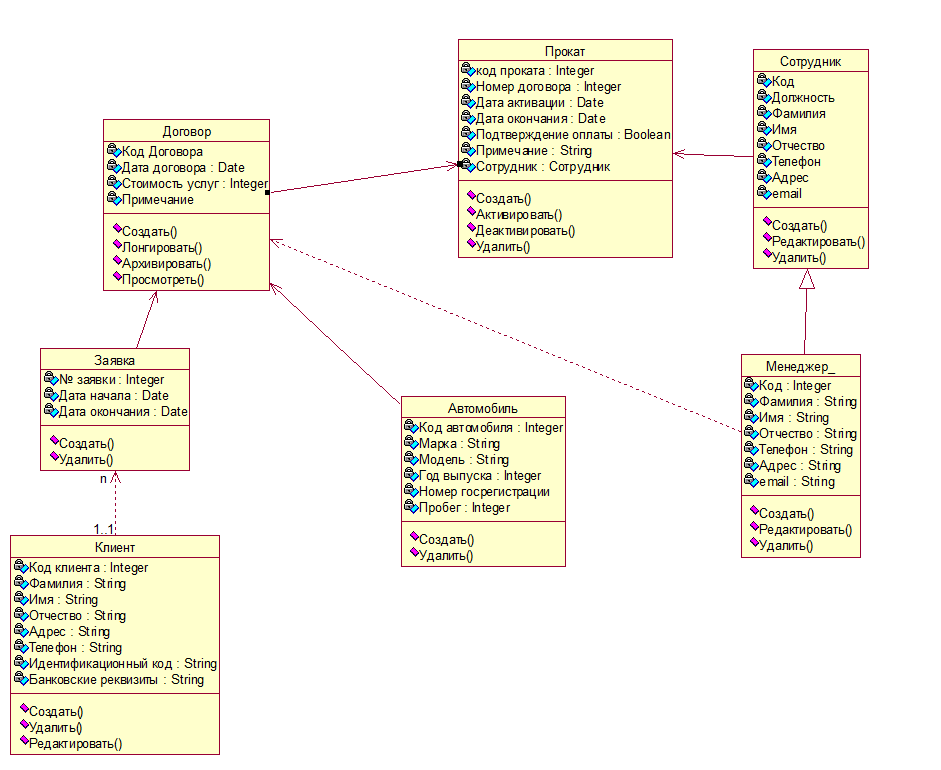 Прокат
код проката : Integer
Номер договора : Integer
Дата активации : Date
Дата окончания : Date
Подтверждение оплаты : Boolean
Примечание : String
Сотрудник : Сотрудник
Создать()
Активировать()
Деактивировать()
Удалить()
Сотрудник
Код
Должность
Фамилия
Имя
Отчество
Телефон
Адрес
email
Создать()
Редактировать()
Удалить()
Договор
Код Договора
Дата договора : Date
Стоимость услуг : Integer
Примечание
Создать()
Лонгировать()
Архивировать()
Просмотреть()
Заявка
№ заявки : Integer
Дата начала : Date
Дата окончания : Date
Создать()
Удалить()
n
1..1
Автомобиль
Код автомобиля : Integer
Марка : String
Модель : String
Год выпуска : Integer
Номер госрегистрации
Пробег : Integer
Создать()
Удалить()
Менеджер_
Код : Integer
Фамилия : String
Имя : String
Отчество : String
Телефон : String
Адрес : String
email : String
Создать()
Редактировать()
Удалить()
Клиент
Код клиента : Integer
Фамилия : String
Имя : String
Отчество : String
Адрес : String
Телефон : String
Идентификационный код : String
Банковские реквизиты : String
Создать()
Удалить()
Редактировать()